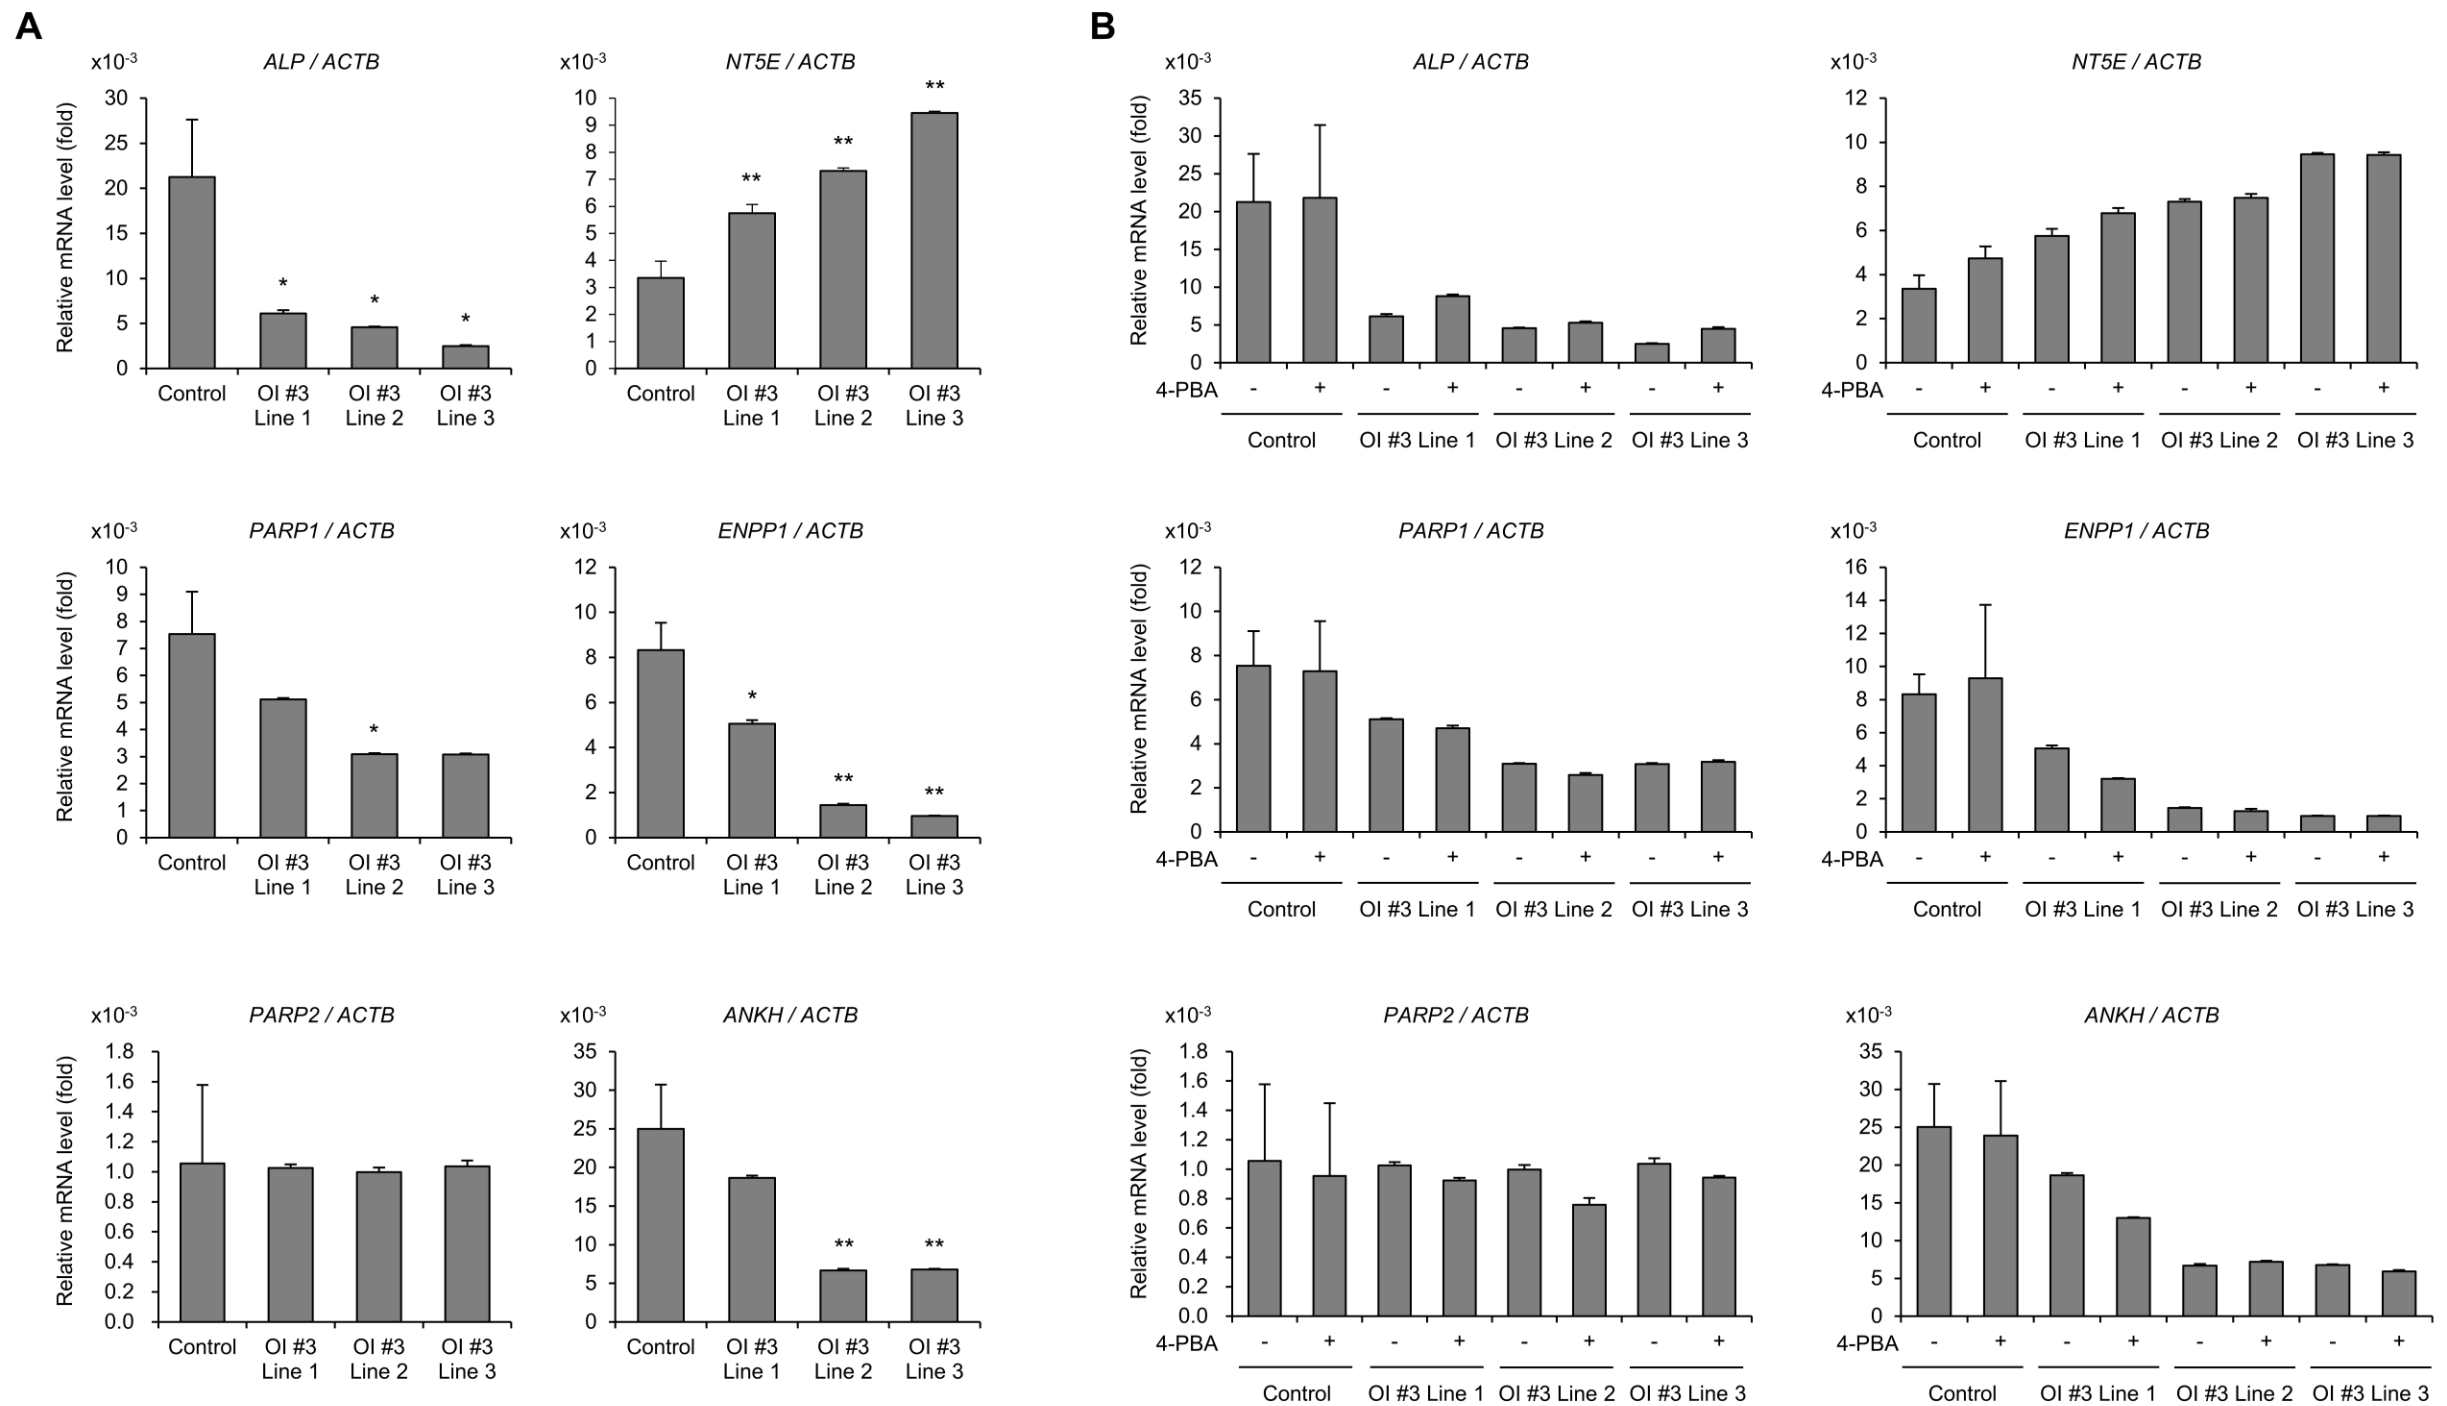 A
x10-3
ALP / ACTB
Relative mRNA level (fold)
30
25
20
15
10
5
0
*
*
*
Control
OI #3 Line 1
OI #3 Line 2
OI #3 Line 3
x10-3
NT5E / ACTB
10
9
8
7
6
5
4
3
2
1
0
**
**
**
Control
OI #3 Line 1
OI #3 Line 2
OI #3 Line 3
x10-3
PARP1 / ACTB
Relative mRNA level (fold)
10
9
8
7
6
5
4
3
2
1
0
*
Control
OI #3 Line 1
OI #3 Line 2
OI #3 Line 3
x10-3
ENPP1 / ACTB
12
10
8
6
4
2
0
*
**
**
Control
OI #3 Line 1
OI #3 Line 2
OI #3 Line 3
x10-3
PARP2 / ACTB
Relative mRNA level (fold)
1.8
1.6
1.4
1.2
1.0
0.8
0.6
0.4
0.2
0.0
Control
OI #3 Line 1
OI #3 Line 2
OI #3 Line 3
x10-3
ANKH / ACTB
35
30
25
20
15
10
5
0
**
**
Control
OI #3 Line 1
OI #3 Line 2
OI #3 Line 3
B
x10-3
ALP / ACTB
Relative mRNA level (fold)
35
30
25
20
15
10
5
0
4-PBA - + - + - + - +
Control OI #3 Line 1 OI #3 Line 2 OI #3 Line 3
x10-3
NT5E / ACTB
12
10
8
6
4
2
0
4-PBA - + - + - + - +
Control OI #3 Line 1 OI #3 Line 2 OI #3 Line 3
x10-3
PARP1 / ACTB
Relative mRNA level (fold)
12
10
8
6
4
2
0
4-PBA - + - + - + - +
Control OI #3 Line 1 OI #3 Line 2 OI #3 Line 3
x10-3
ENPP1 / ACTB
16
14
12
10
8
6
4
2
0
4-PBA - + - + - + - +
Control OI #3 Line 1 OI #3 Line 2 OI #3 Line 3
x10-3
PARP2 / ACTB
Relative mRNA level (fold)
1.8
1.6
1.4
1.2
1.0
0.8
0.6
0.4
0.2
0.0
4-PBA - + - + - + - +
Control OI #3 Line 1 OI #3 Line 2 OI #3 Line 3
x10-3
ANKH / ACTB
35
30
25
20
15
10
5
0
4-PBA - + - + - + - +
Control OI #3 Line 1 OI #3 Line 2 OI #3 Line 3